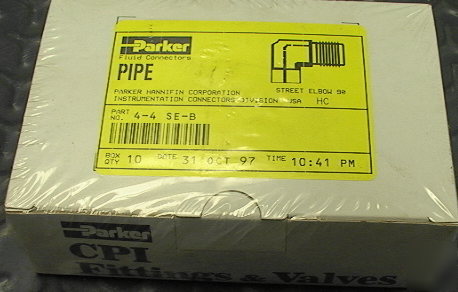 Parker
Fluid Connectors
PIPE
STREET ELBOW 90
PARKER HANNIFIN CORPORATION
INSTRUMENTATION CONNECTORS DIVISION USA HC
PART NO. 4-4 SE-B
BOX QTY 10 DATE 31 OCT 97 TIME 10:41 PM
Parker
CPI
Fittings & Valves